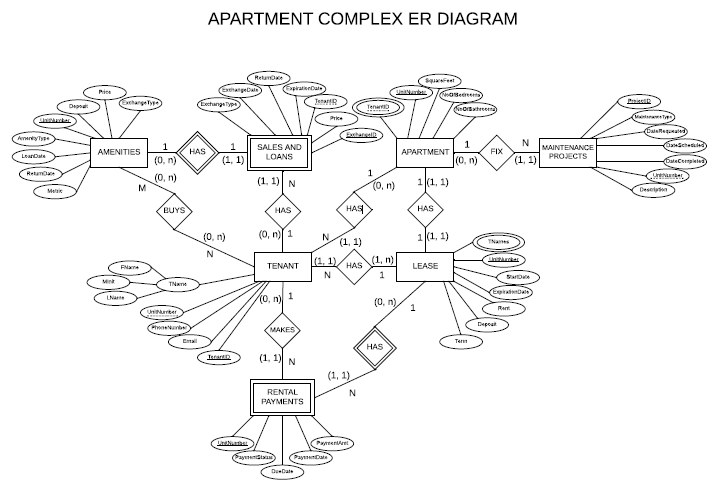 APARTMENT COMPLEX ER DIAGRAM
Price
Deposit
ExchangeType
UnitNumber
AmenityType
LoanDate
ReturnDate
Metric
AMENITIES
1
(0, n)
HAS
1
(1, 1)
ReturnDate
ExchangeDate
ExpirationDate
ExchangeType
TenantID
Price
ExchangeID
SALES AND
LOANS
SquareFeet
UnitNumber
NoOfBedrooms
TenantID
NoOfBathrooms
APARTMENT
1
(0, n)
FIX
N
(1, 1)
ProjectID
MaintenanceType
DateRequested
DateScheduled
DateCompleted
UnitNumber
Description
MAINTENANCE
PROJECTS
(0, n)
M
BUYS
(0, n)
N
(1, 1)
N
HAS
(0, n)
1
1
(0, n)
HAS
N
(1, 1)
1
(1, 1)
HAS
1
(1, 1)
TENANT
(1, 1)
N
HAS
(1, n)
1
LEASE
FName
MInit
LName
TName
UnitNumber
PhoneNumber
Email
TenantID
TNames
UnitNumber
StartDate
ExpirationDate
Rent
Deposit
Term
(0, n)
1
MAKES
(1, 1)
N
(0, n)
1
HAS
(1, 1)
N
RENTAL
PAYMENTS
UnitNumber
PaymentStatus
DueDate
PaymentDate
PaymentAmt